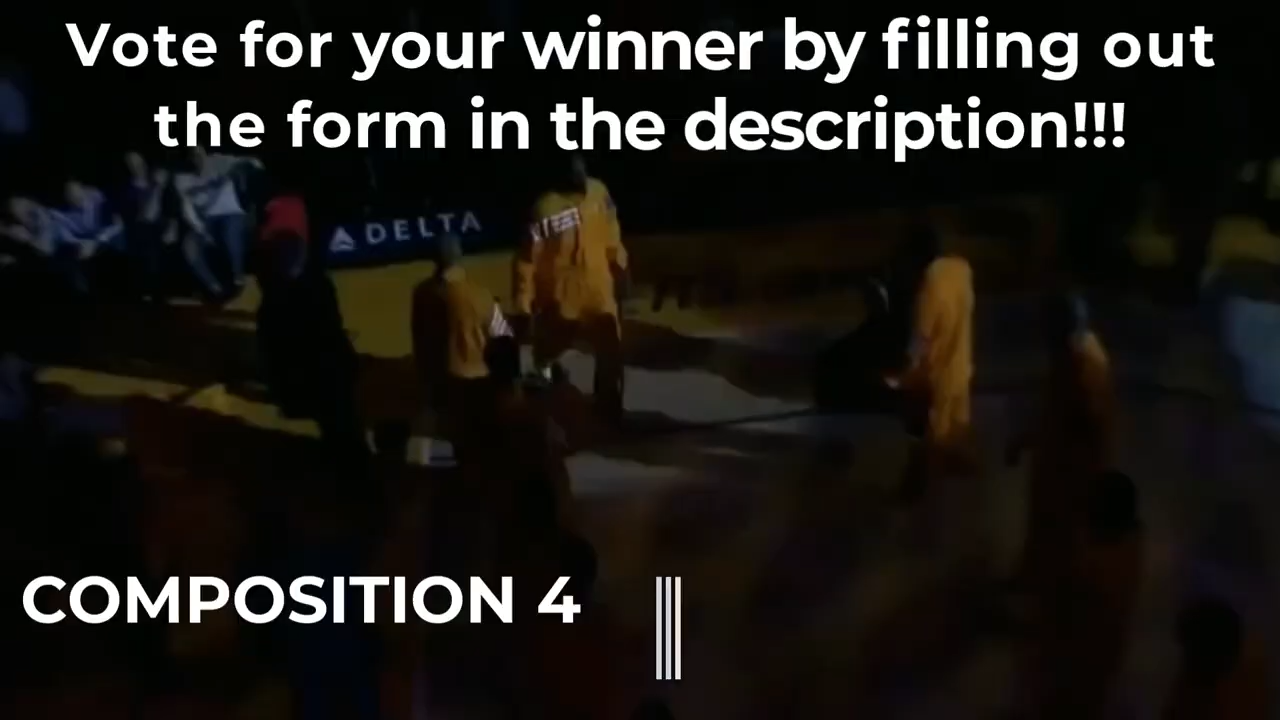 Vote for your winner by filling out
the form in the description!!!
DELTA
COMPOSITION 4